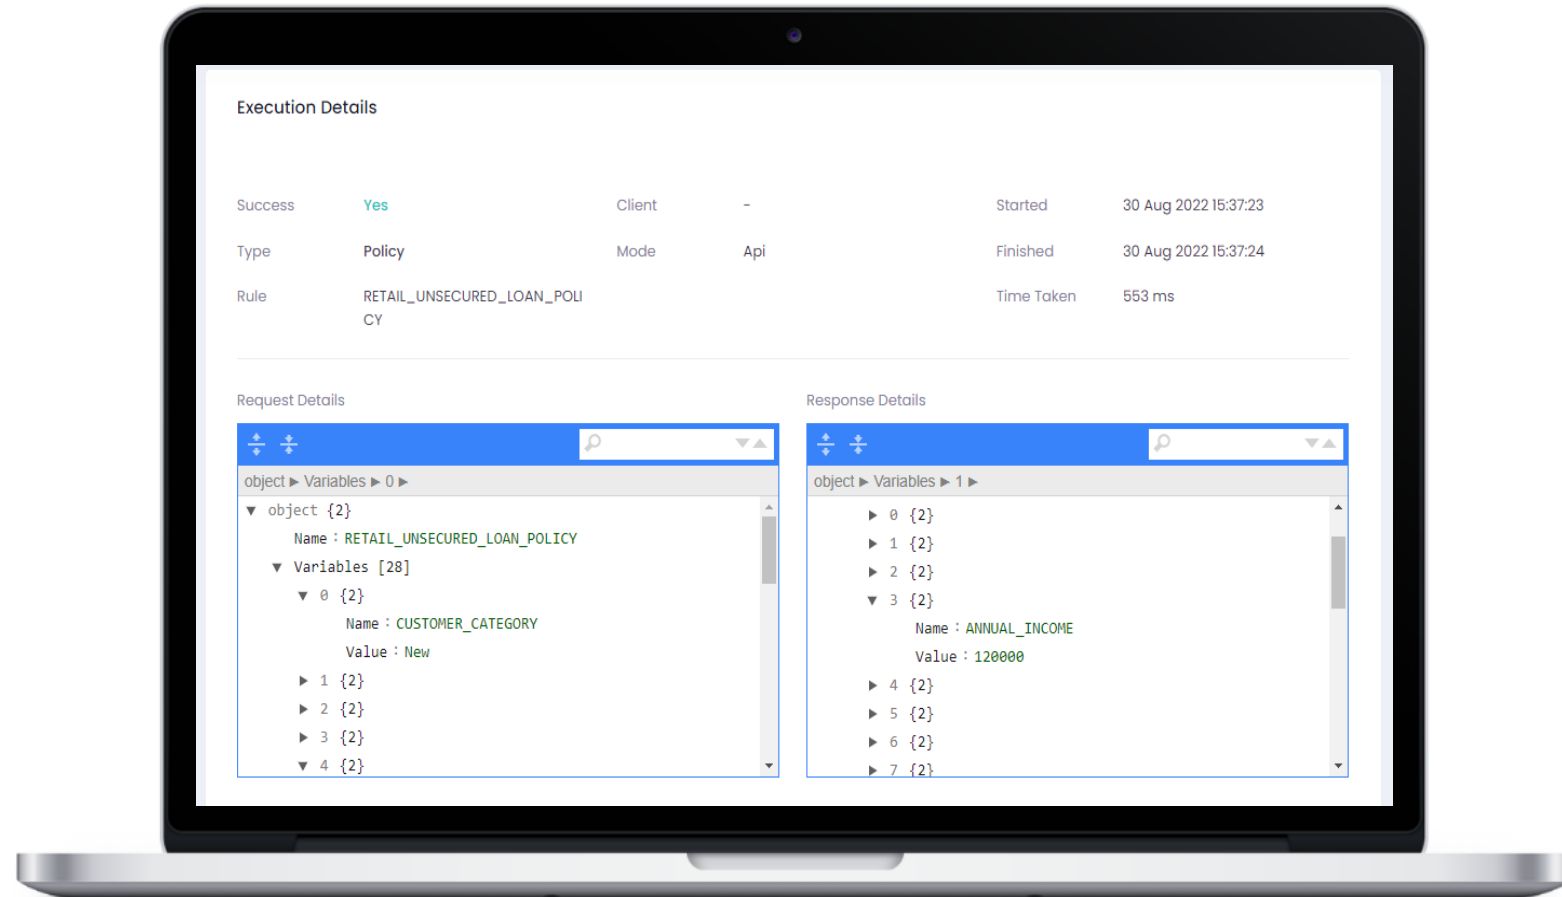 Execution Details
Success Yes Client - Started 30 Aug 2022 15:37:23
Type Policy Mode Api Finished 30 Aug 2022 15:37:24
Rule RETAIL_UNSECURED_LOAN_POLI Time Taken 553 ms
CY
Request Details
object ▶ Variables ▶ 0 ▶
▼ object {2}
Name : RETAIL_UNSECURED_LOAN_POLICY
▼ Variables [28]
▼ 0 {2}
Name : CUSTOMER_CATEGORY
Value : New
▶ 1 {2}
▶ 2 {2}
▶ 3 {2}
▼ 4 {2}
Response Details
object ▶ Variables ▶ 1 ▶
▶ 0 {2}
▶ 1 {2}
▶ 2 {2}
▼ 3 {2}
Name : ANNUAL_INCOME
Value : 120000
▶ 4 {2}
▶ 5 {2}
▶ 6 {2}
▶ 7 {2}